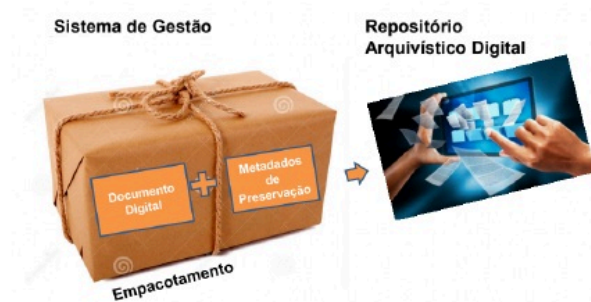 Sistema de Gestão
Repositório
Arquivístico Digital
Documento
Digital
Metadados
de
Preservação
Empacotamento